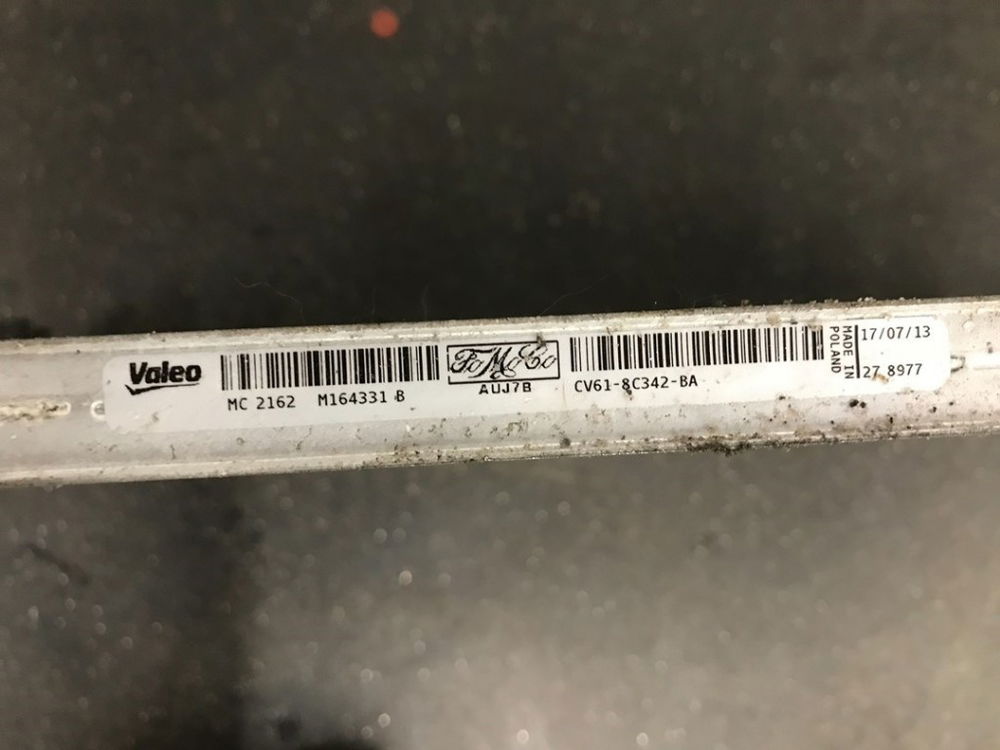 Valeo
MC 2162 M164331 B
FoMoCo
AUJ7B
CV61-8C342-BA
MADE IN
POLAND
17/07/13
27 8977